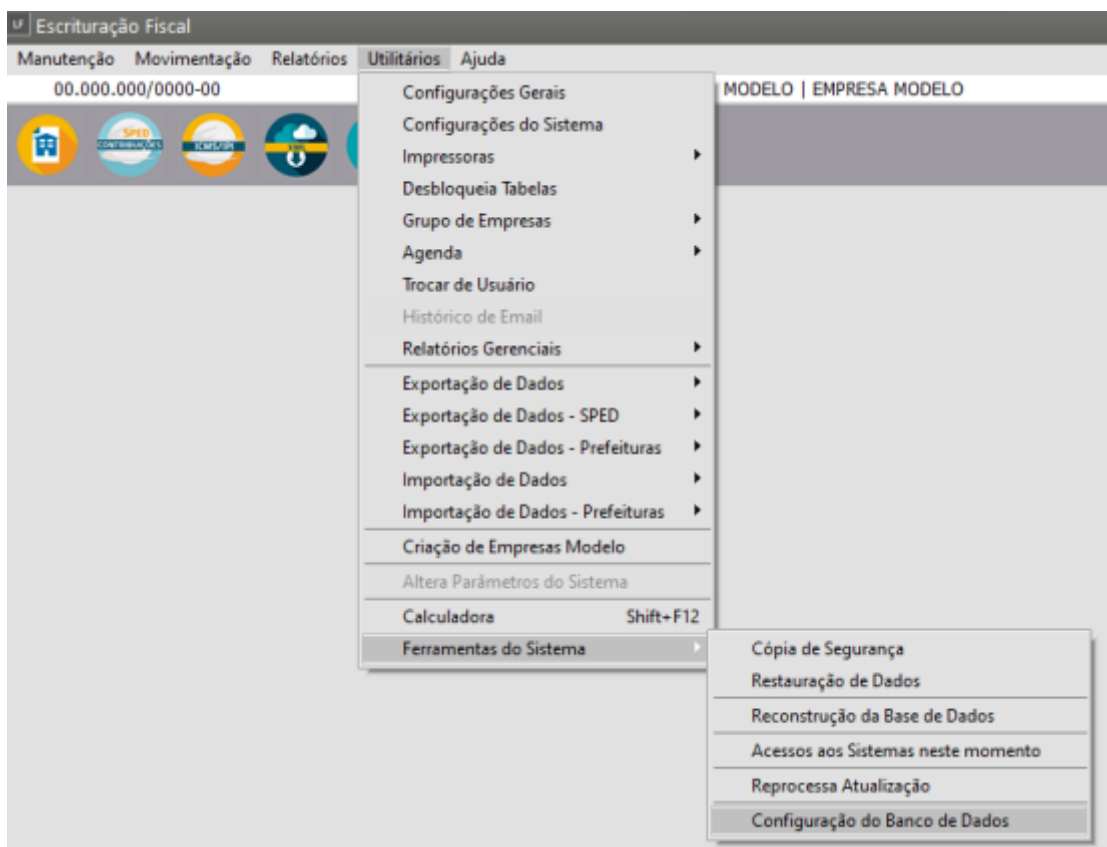 LF Escrituração Fiscal
Manutenção Movimentação Relatórios Utilitários Ajuda
00.000.000/0000-00 MODELO | EMPRESA MODELO
SPED
CONTRIBUIÇÕES
ICMS/IPI
XML
Configurações Gerais
Configurações do Sistema
Impressoras
Desbloqueia Tabelas
Grupo de Empresas
Agenda
Trocar de Usuário
Histórico de Email
Relatórios Gerenciais
Exportação de Dados
Exportação de Dados - SPED
Exportação de Dados - Prefeituras
Importação de Dados
Importação de Dados - Prefeituras
Criação de Empresas Modelo
Altera Parâmetros do Sistema
Calculadora Shift+F12
Ferramentas do Sistema
Cópia de Segurança
Restauração de Dados
Reconstrução da Base de Dados
Acessos aos Sistemas neste momento
Reprocessa Atualização
Configuração do Banco de Dados